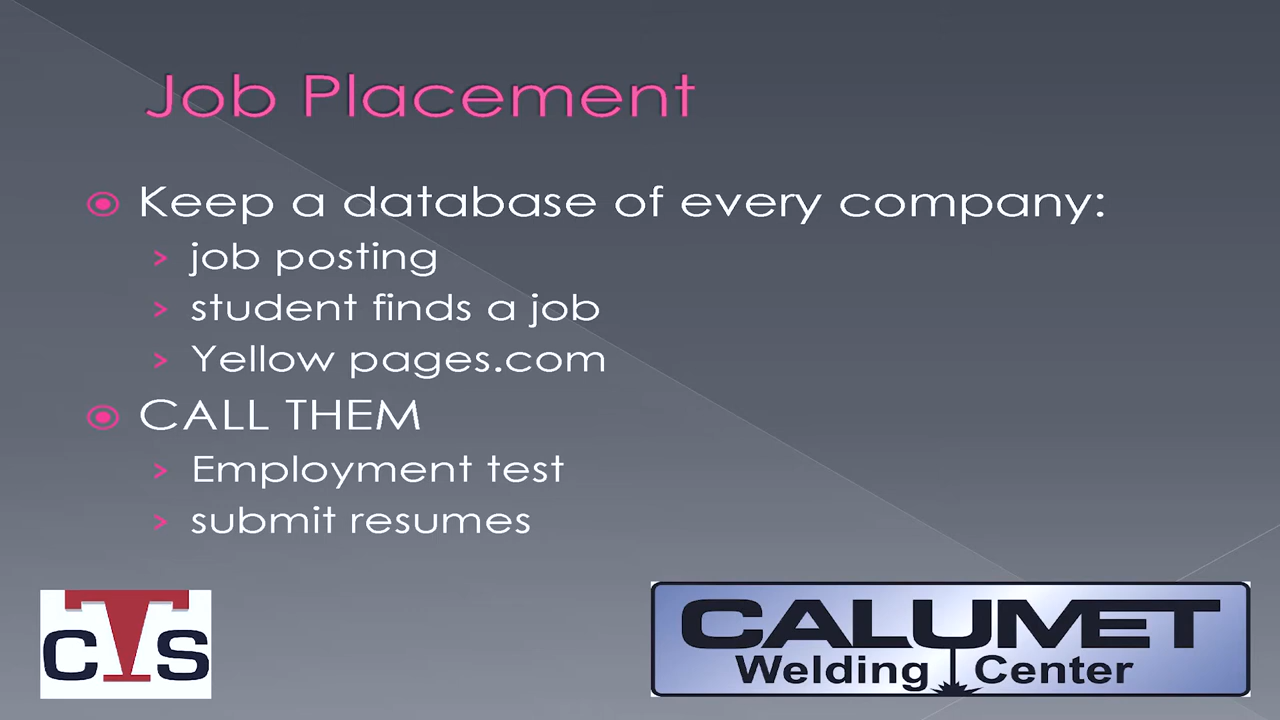 Job Placement
Keep a database of every company:
job posting
student finds a job
Yellow pages.com
CALL THEM
Employment test
submit resumes
CTS
CALUMET
Welding Center